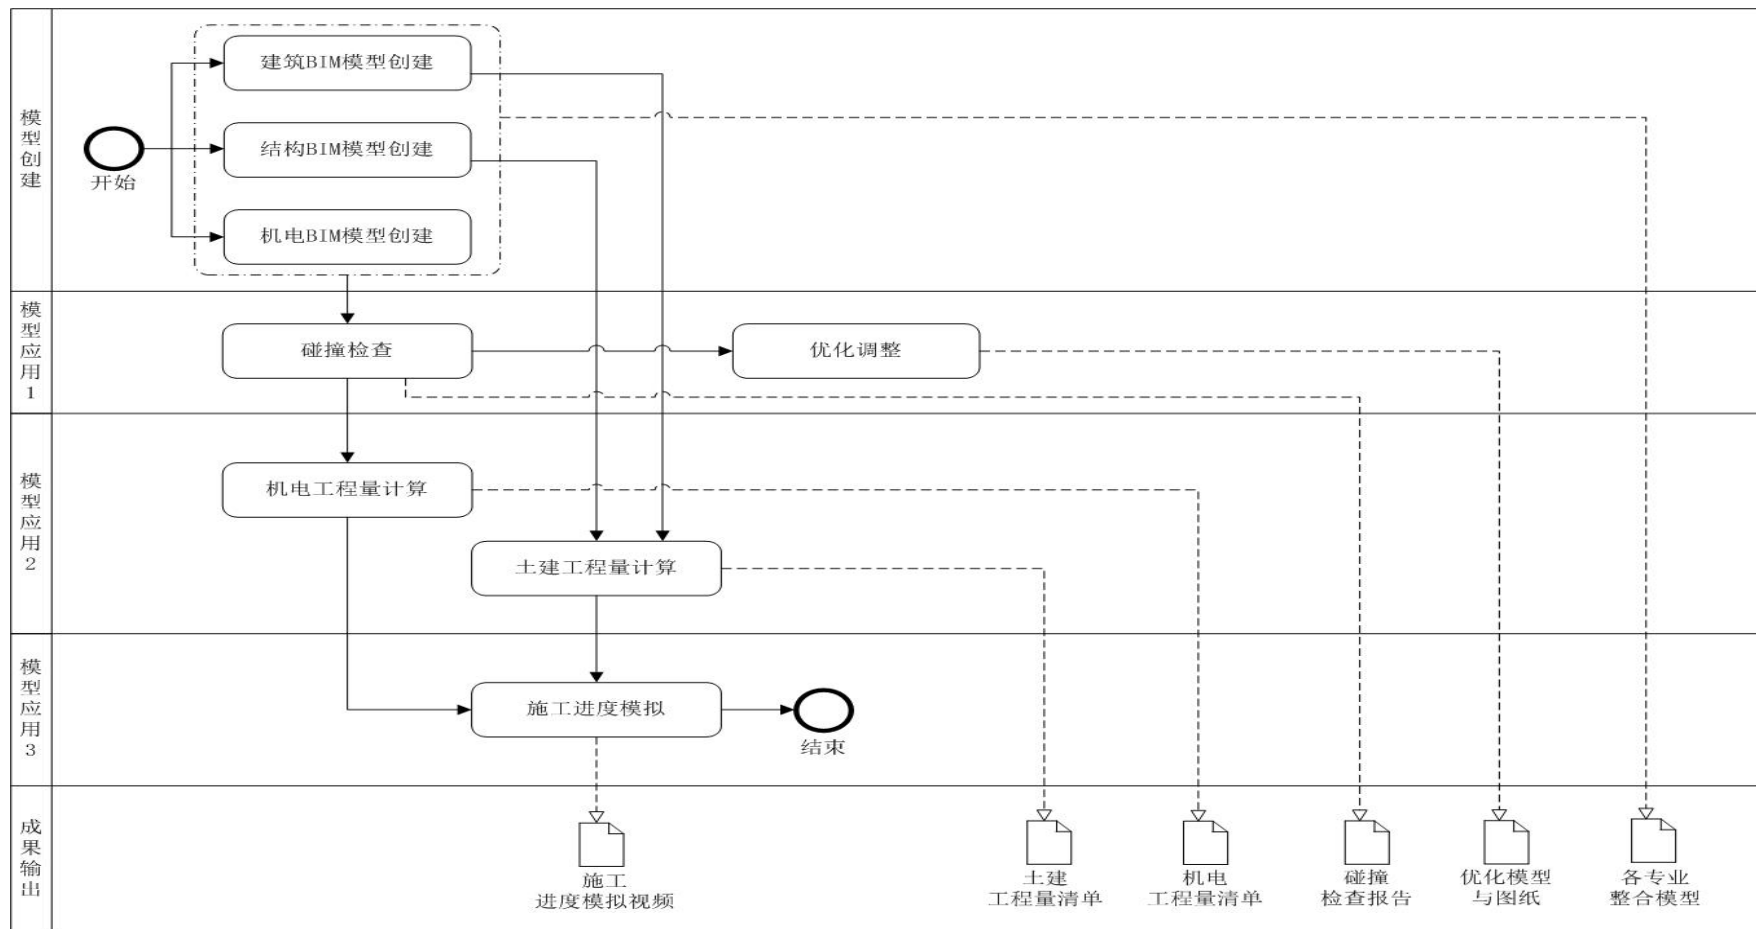 模型创建
开始
建筑BIM模型创建
结构BIM模型创建
机电BIM模型创建
模型应用1
碰撞检查
优化调整
模型应用2
机电工程量计算
土建工程量计算
模型应用3
施工进度模拟
结束
成果输出
施工
进度模拟视频
土建
工程量清单
机电
工程量清单
碰撞
检查报告
优化模型
与图纸
各专业
整合模型